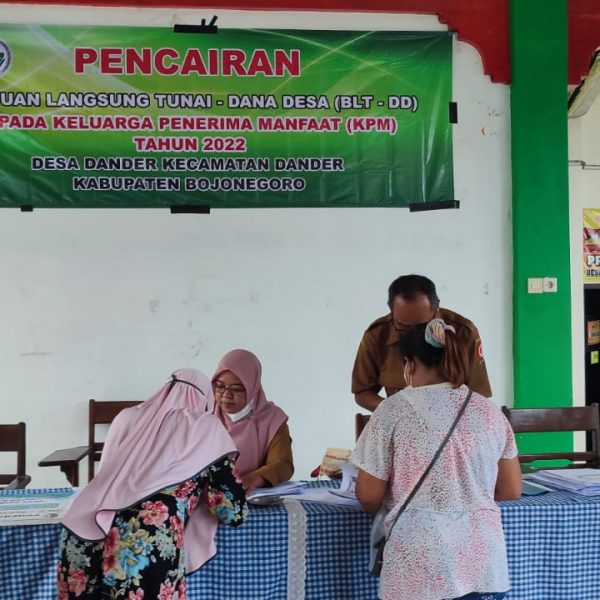 PENCAIRAN
UAN LANGSUNG TUNAI - DANA DESA (BLT - DD)
PADA KELUARGA PENERIMA MANFAAT (KPM)
TAHUN 2022
DESA DANDER KECAMATAN DANDER
KABUPATEN BOJONEGORO